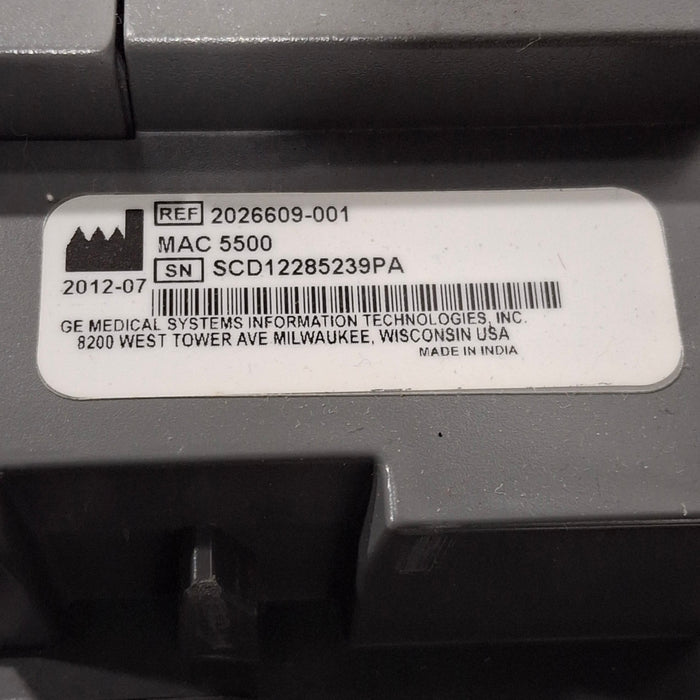 REF 2026609-001
MAC 5500
SN SCD12285239PA
2012-07
GE MEDICAL SYSTEMS INFORMATION TECHNOLOGIES, INC.
8200 WEST TOWER AVE MILWAUKEE, WISCONSIN USA
MADE IN INDIA